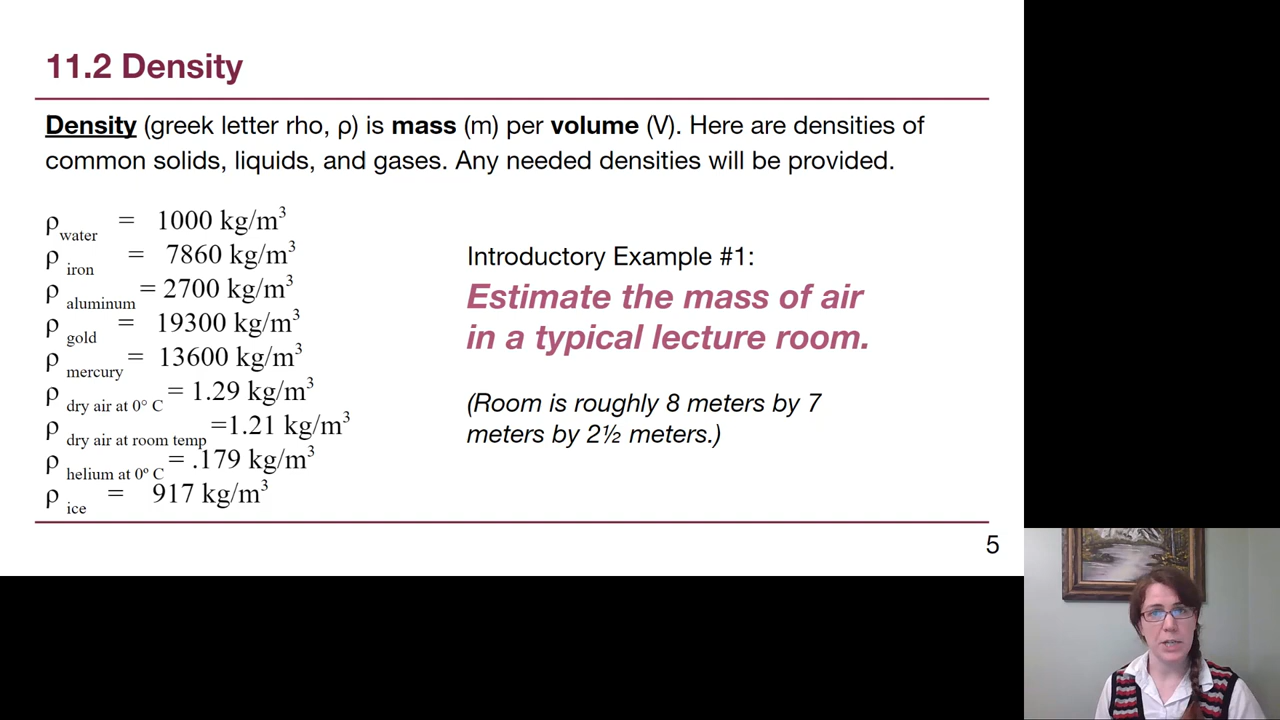 11.2 Density
Density (greek letter rho, ρ) is mass (m) per volume (V). Here are densities of
common solids, liquids, and gases. Any needed densities will be provided.
ρ water = 1000 kg/m³
ρ iron = 7860 kg/m³
ρ aluminum = 2700 kg/m³
ρ gold = 19300 kg/m³
ρ mercury = 13600 kg/m³
ρ dry air at 0° C = 1.29 kg/m³
ρ dry air at room temp =1.21 kg/m³
ρ helium at 0º C = .179 kg/m³
ρ ice = 917 kg/m³
Introductory Example #1:
Estimate the mass of air
in a typical lecture room.
(Room is roughly 8 meters by 7
meters by 2½ meters.)
5